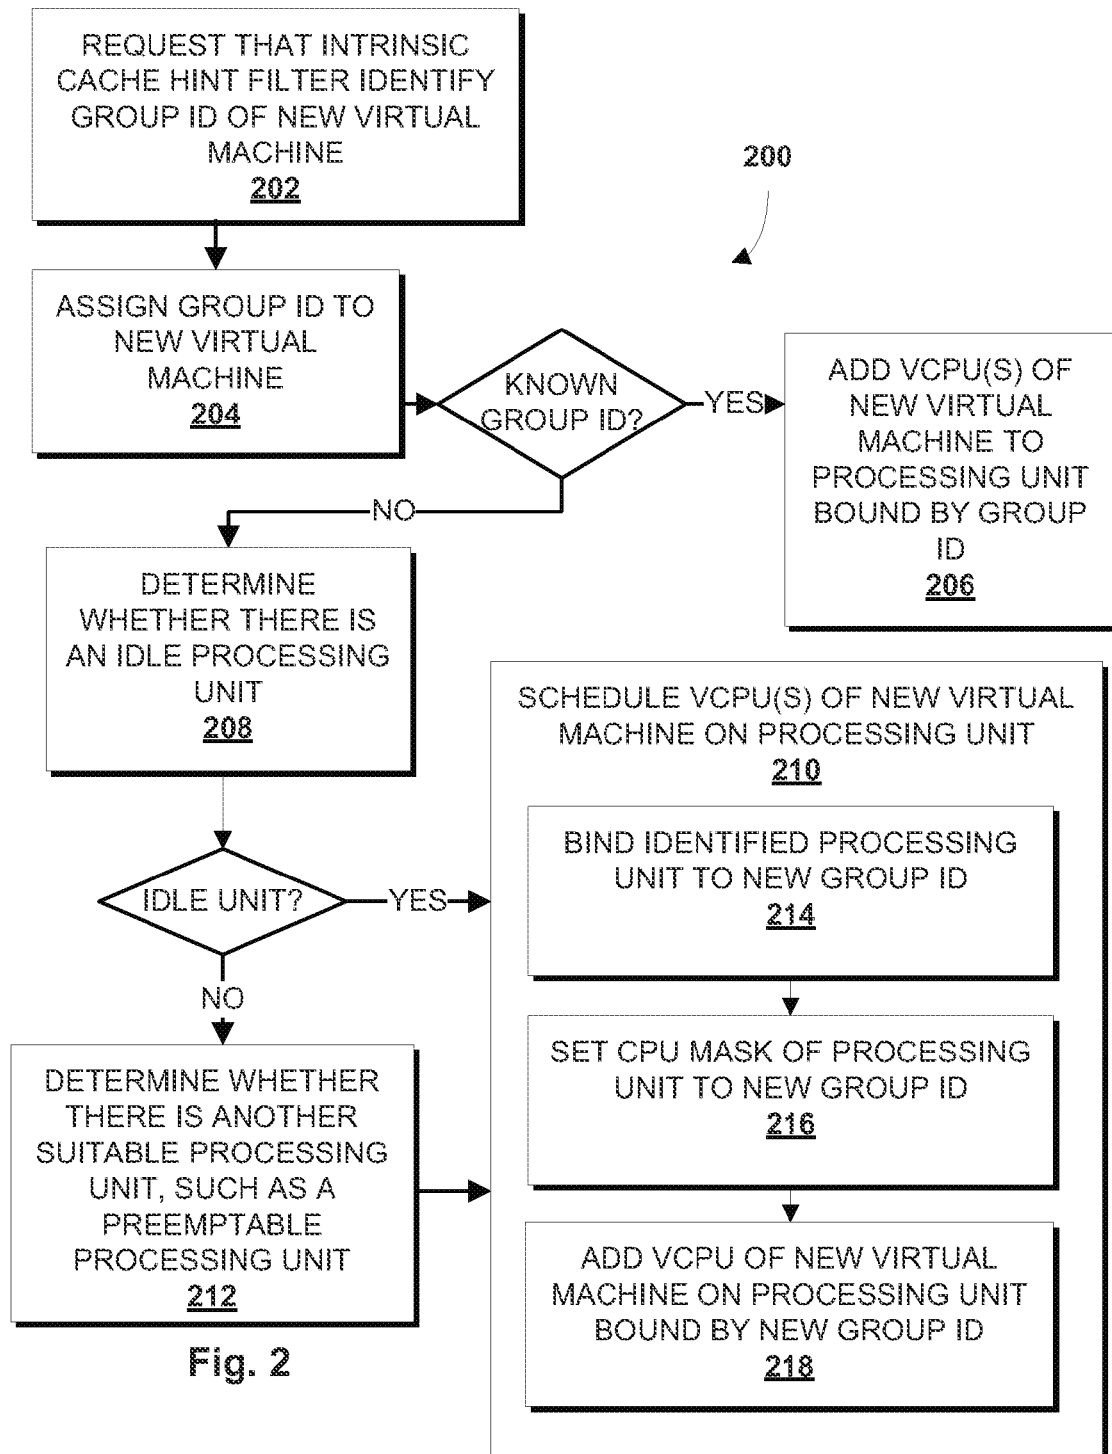 REQUEST THAT INTRINSIC
CACHE HINT FILTER IDENTIFY
GROUP ID OF NEW VIRTUAL
MACHINE
202
200
ASSIGN GROUP ID TO
NEW VIRTUAL
MACHINE
204
KNOWN
GROUP ID?
YES
ADD VCPU(S) OF
NEW VIRTUAL
MACHINE TO
PROCESSING UNIT
BOUND BY GROUP
ID
206
NO
DETERMINE
WHETHER THERE IS
AN IDLE PROCESSING
UNIT
208
IDLE UNIT?
YES
NO
DETERMINE WHETHER
THERE IS ANOTHER
SUITABLE PROCESSING
UNIT, SUCH AS A
PREEMPTABLE
PROCESSING UNIT
212
SCHEDULE VCPU(S) OF NEW VIRTUAL
MACHINE ON PROCESSING UNIT
210
BIND IDENTIFIED PROCESSING
UNIT TO NEW GROUP ID
214
SET CPU MASK OF PROCESSING
UNIT TO NEW GROUP ID
216
ADD VCPU OF NEW VIRTUAL
MACHINE ON PROCESSING UNIT
BOUND BY NEW GROUP ID
218
Fig. 2